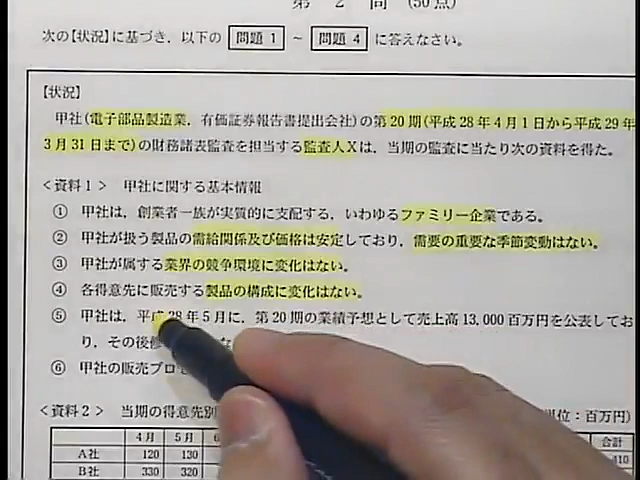 第 2 問 (50点)
次の【状況】に基づき、以下の 問題 1 ~ 問題 4 に答えなさい。
【状況】
甲社(電子部品製造業、有価証券報告書提出会社)の第20期(平成28年4月1日から平成29年
3月31日まで)の財務諸表監査を担当する監査人Xは、当期の監査に当たり次の資料を得た。
<資料1> 甲社に関する基本情報
① 甲社は、創業者一族が実質的に支配する、いわゆるファミリー企業である。
② 甲社が扱う製品の需給関係及び価格は安定しており、需要の重要な季節変動はない。
③ 甲社が属する業界の競争環境に変化はない。
④ 各得意先に販売する製品の構成に変化はない。
⑤ 甲社は、平成28年5月に、第20期の業績予想として売上高13,000百万円を公表してお
り、その後
⑥ 甲社の販売プロ
<資料2> 当期の得意先別 単位:百万円)
4月 5月 合計
A社 120 130 410
B社 330 320